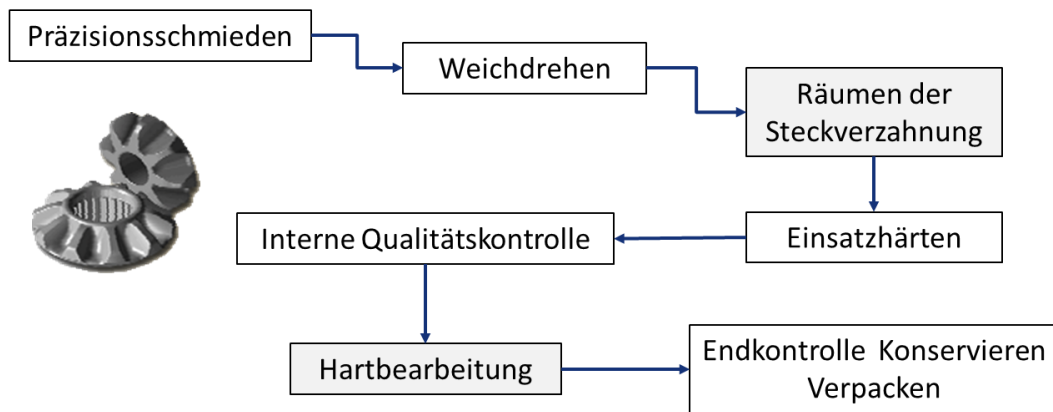 Präzisionsschmieden
Weichdrehen
Räumen der
Steckverzahnung
Einsatzhärten
Interne Qualitätskontrolle
Hartbearbeitung
Endkontrolle Konservieren
Verpacken